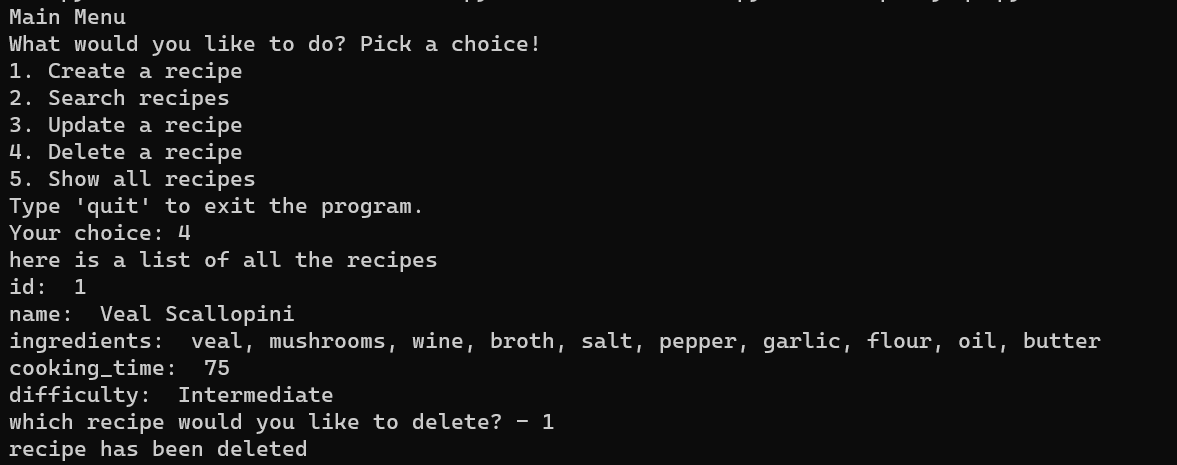 Main Menu
What would you like to do? Pick a choice!
1. Create a recipe
2. Search recipes
3. Update a recipe
4. Delete a recipe
5. Show all recipes
Type 'quit' to exit the program.
Your choice: 4
here is a list of all the recipes
id:  1
name:  Veal Scallopini
ingredients:  veal, mushrooms, wine, broth, salt, pepper, garlic, flour, oil, butter
cooking_time:  75
difficulty:  Intermediate
which recipe would you like to delete? - 1
recipe has been deleted